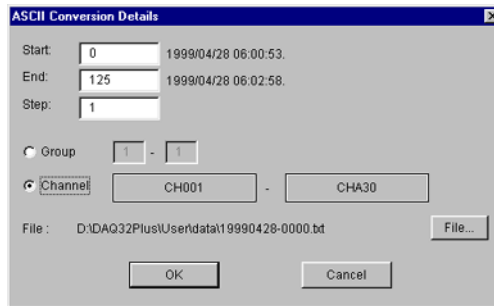 ASCII Conversion Details
Start: 0 1999/04/28 06:00:53.
End: 125 1999/04/28 06:02:58.
Step: 1
Group 1 - 1
Channel CH001 - CHA30
File : D:\DAQ32Plus\User\data\19990428-0000.txt File...
OK Cancel